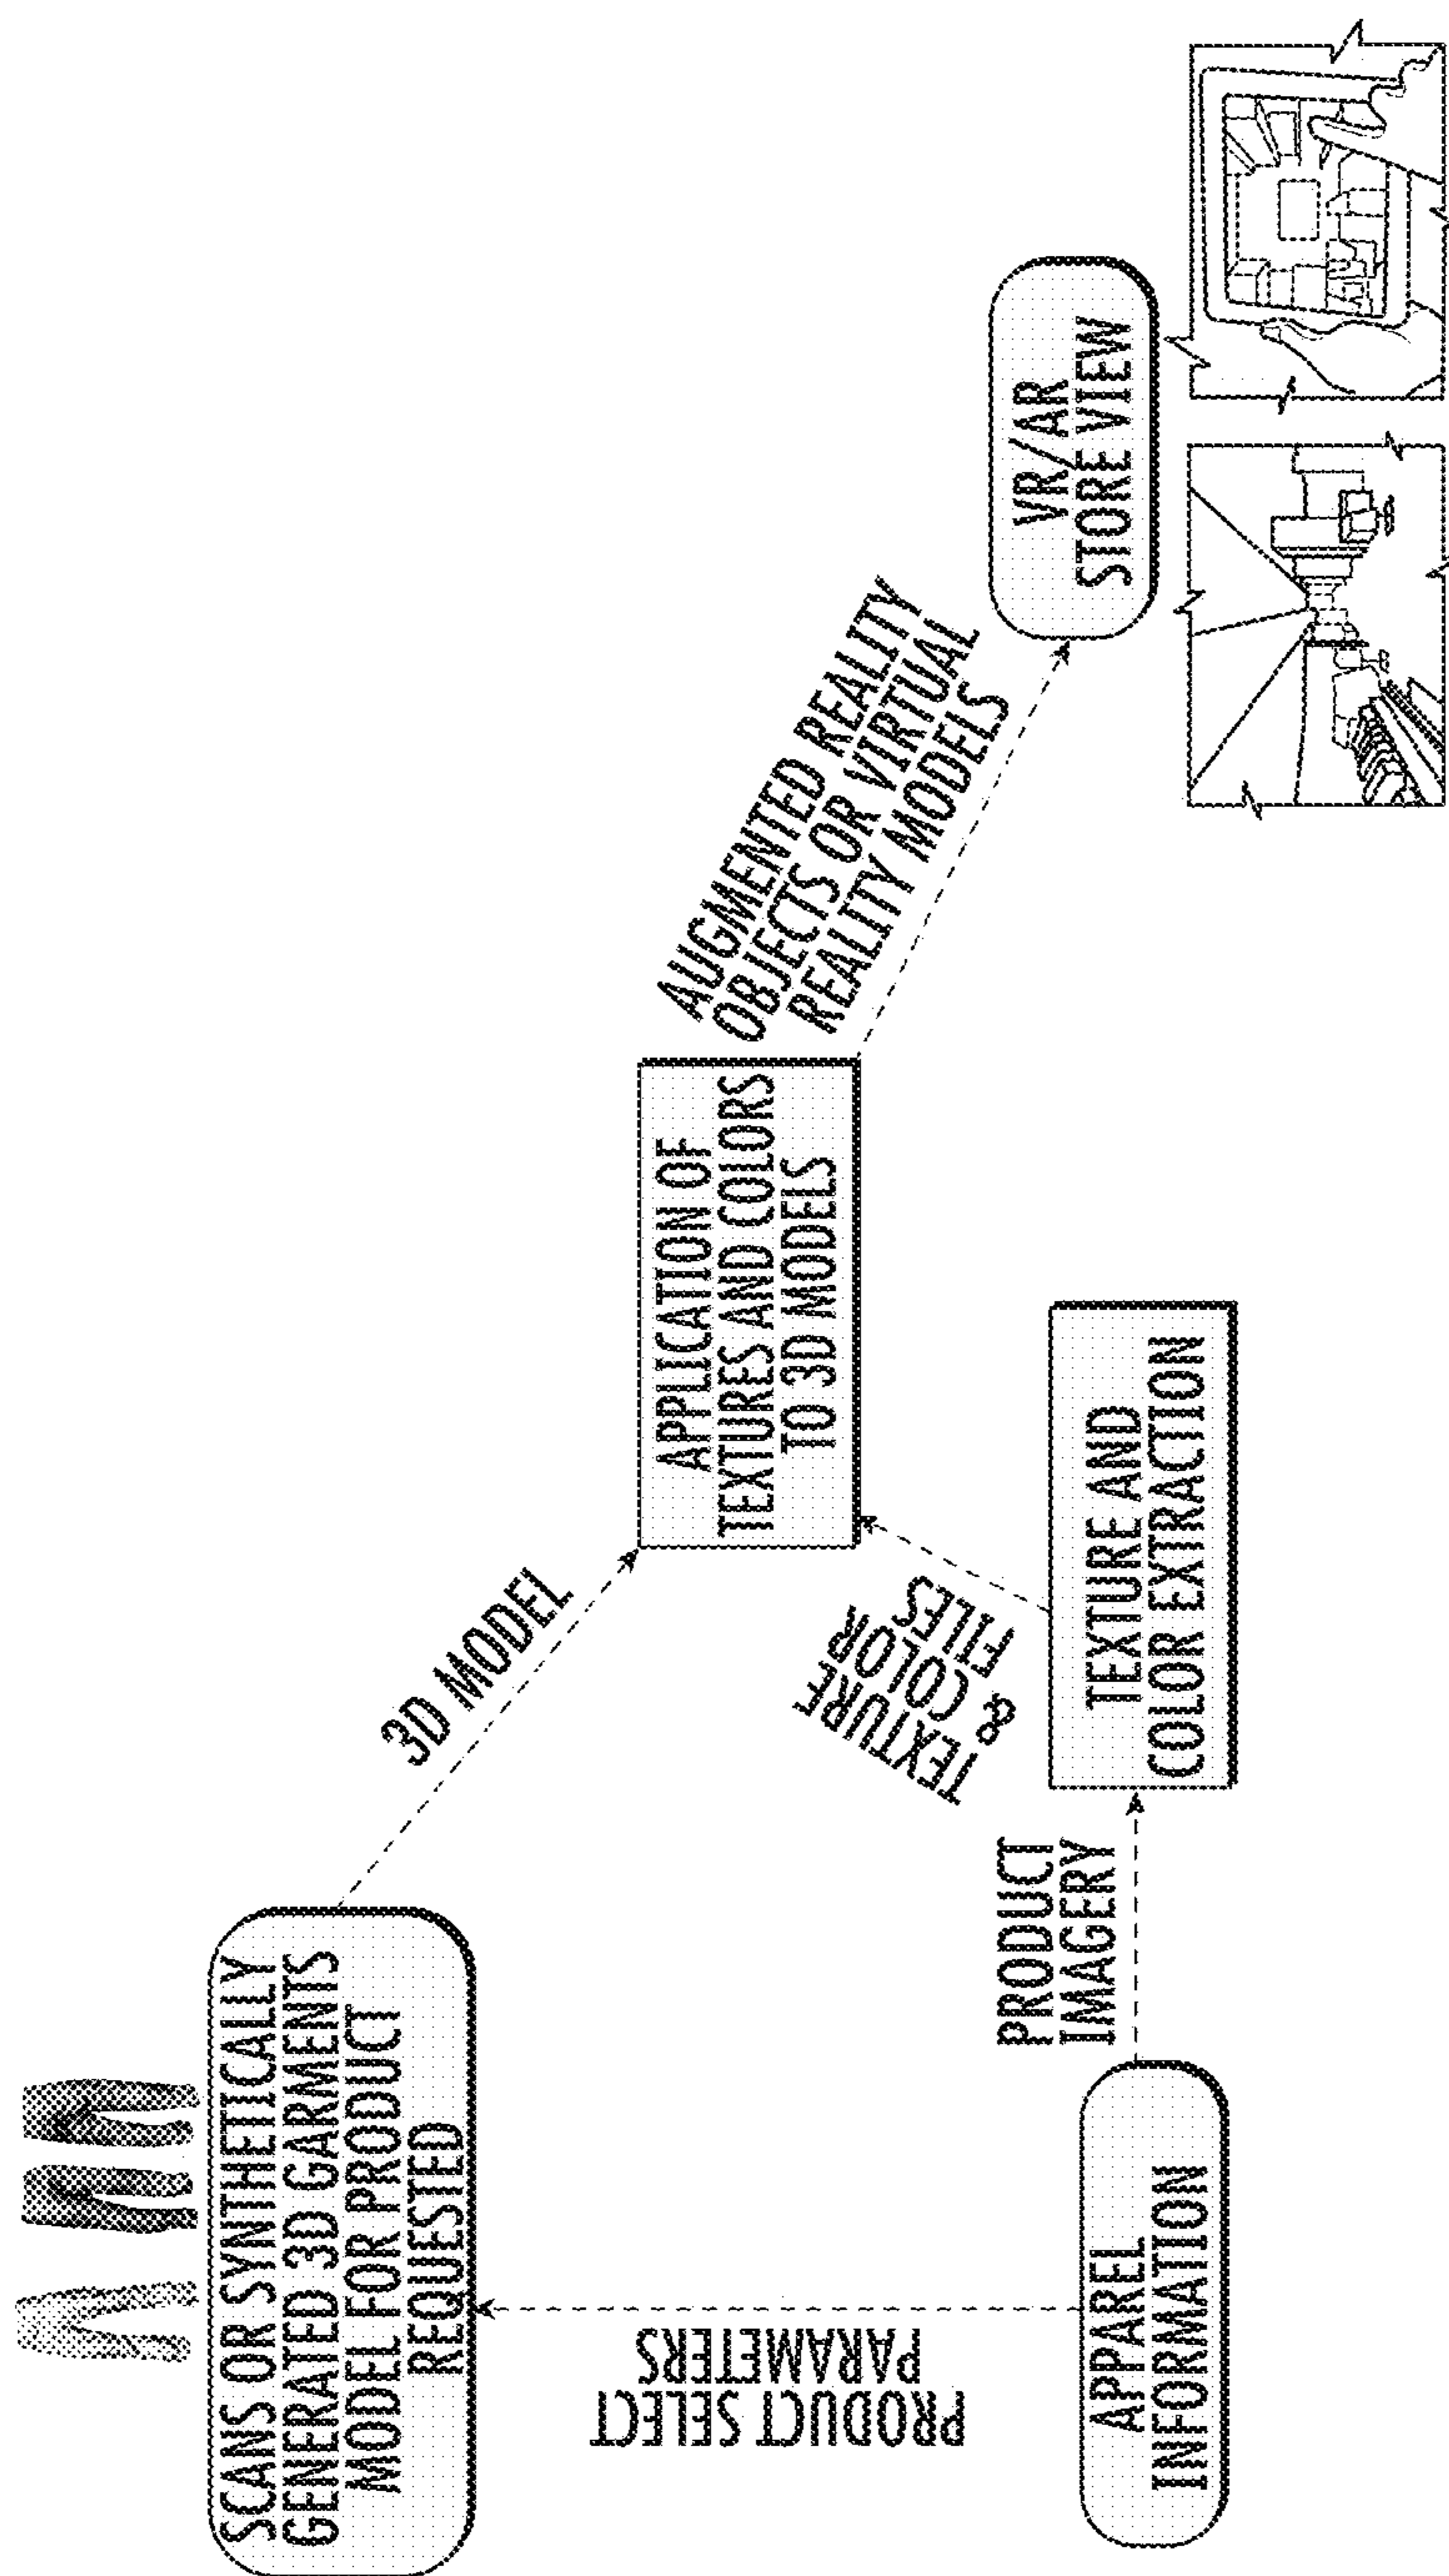 SCANS OR SYNTHETICALLY
GENERATED 3D GARMENTS
MODEL FOR PRODUCT
REQUESTED
3D MODEL
PRODUCT SELECT
PARAMETERS
APPAREL
INFORMATION
PRODUCT
IMAGERY
TEXTURE AND
COLOR EXTRACTION
TEXTURE
& COLOR
FILES
APPLICATION OF
TEXTURES AND COLORS
TO 3D MODELS
AUGMENTED REALITY
OBJECTS OR VIRTUAL
REALITY MODELS
VR/AR
STORE VIEW